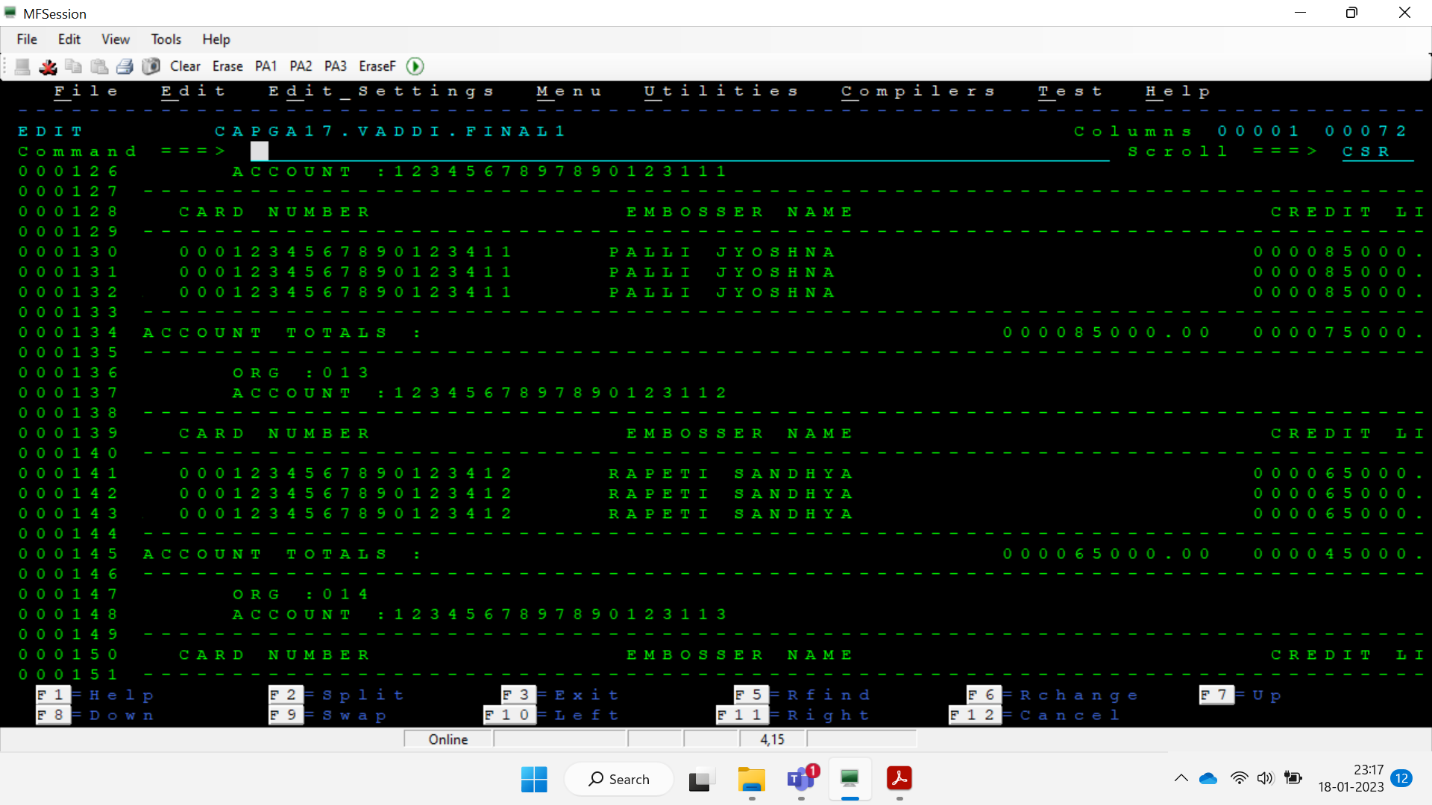 MFSession
File Edit View Tools Help
Clear Erase PA1 PA2 PA3 EraseF
File Edit Edit_Settings Menu Utilities Compilers Test Help
EDIT CAPGA17.VADDI.FINAL1 Columns 00001 00072
Command ===> Scroll ===> CSR
000126 ACCOUNT :1234567897890123111
000127 ------------------------------------------------------------------------
000128 CARD NUMBER EMBOSSER NAME CREDIT LI
000129 ------------------------------------------------------------------------
000130 0001234567890123411 PALLI JYOSHNA 000085000.
000131 0001234567890123411 PALLI JYOSHNA 000085000.
000132 0001234567890123411 PALLI JYOSHNA 000085000.
000133 ------------------------------------------------------------------------
000134 ACCOUNT TOTALS : 000085000.00 000075000.
000135 ------------------------------------------------------------------------
000136 ORG :013
000137 ACCOUNT :1234567897890123112
000138 ------------------------------------------------------------------------
000139 CARD NUMBER EMBOSSER NAME CREDIT LI
000140 ------------------------------------------------------------------------
000141 0001234567890123412 RAPETI SANDHYA 000065000.
000142 0001234567890123412 RAPETI SANDHYA 000065000.
000143 0001234567890123412 RAPETI SANDHYA 000065000.
000144 ------------------------------------------------------------------------
000145 ACCOUNT TOTALS : 000065000.00 000045000.
000146 ------------------------------------------------------------------------
000147 ORG :014
000148 ACCOUNT :1234567897890123113
000149 ------------------------------------------------------------------------
000150 CARD NUMBER EMBOSSER NAME CREDIT LI
000151 ------------------------------------------------------------------------
F1=Help F2=Split F3=Exit F5=Rfind F6=Rchange F7=Up
F8=Down F9=Swap F10=Left F11=Right F12=Cancel
Online 4,15
Search 1 23:17
18-01-2023 12